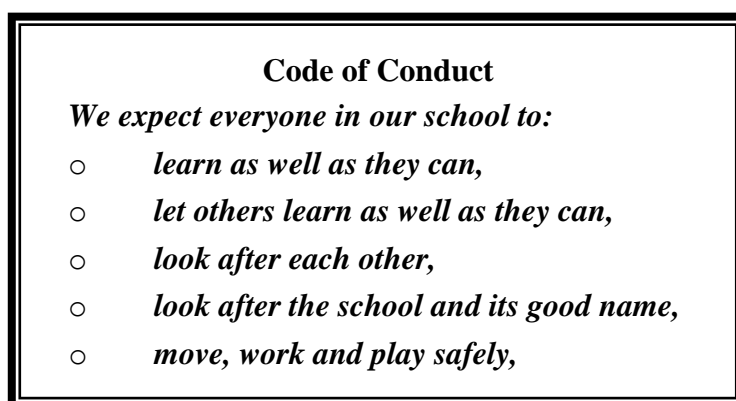 Code of Conduct
We expect everyone in our school to:
o learn as well as they can,
o let others learn as well as they can,
o look after each other,
o look after the school and its good name,
o move, work and play safely,